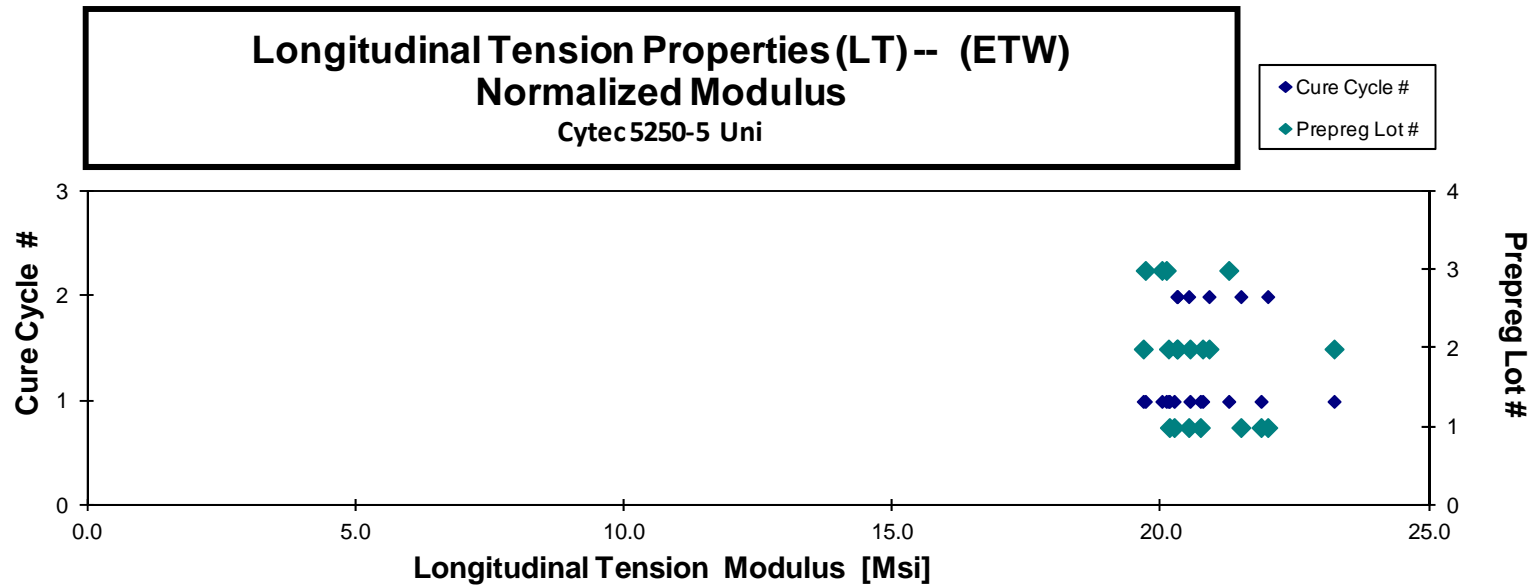 Longitudinal Tension Properties (LT) -- (ETW)
Normalized Modulus
Cytec 5250-5 Uni
Cure Cycle #
Prepreg Lot #
3
2
1
0
Cure Cycle #
4
3
2
1
0
Prepreg Lot #
0.0 5.0 10.0 15.0 20.0 25.0
Longitudinal Tension Modulus [Msi]